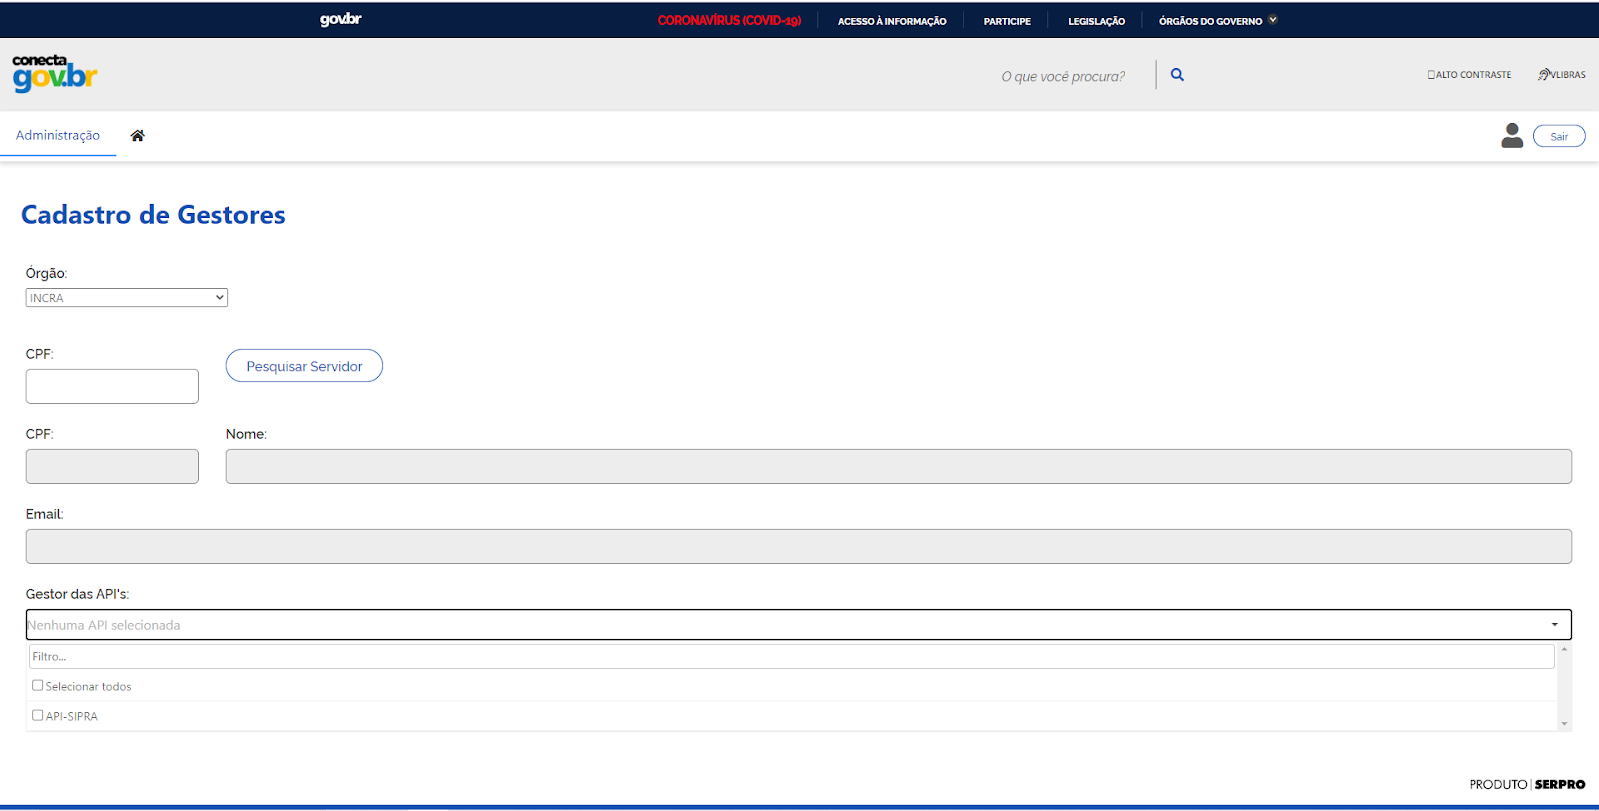 gov.br
CORONAVÍRUS (COVID-19)
ACESSO À INFORMAÇÃO
PARTICIPE
LEGISLAÇÃO
ÓRGÃOS DO GOVERNO
conecta
gov.br
O que você procura?
ALTO CONTRASTE
VLIBRAS
Administração
Sair
Cadastro de Gestores
Órgão:
INCRA
CPF:
Pesquisar Servidor
CPF:
Nome:
Email:
Gestor das API's:
Nenhuma API selecionada
Filtro...
Selecionar todos
API-SIPRA
PRODUTO | SERPRO